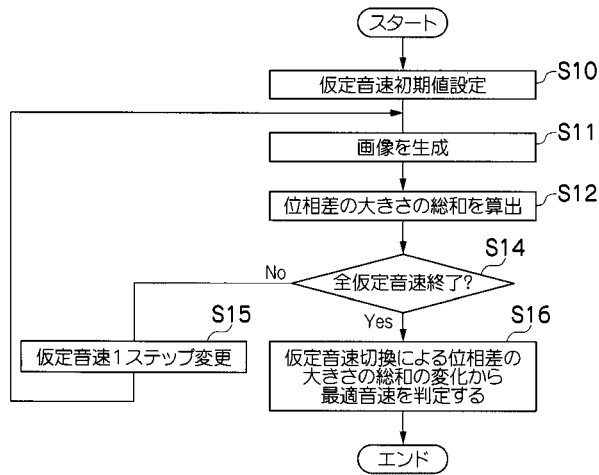 スタート
仮定音速初期値設定
S10
画像を生成
S11
位相差の大きさの総和を算出
S12
全仮定音速終了?
S14
No
Yes
仮定音速1ステップ変更
S15
仮定音速切換による位相差の
大きさの総和の変化から
最適音速を判定する
S16
エンド